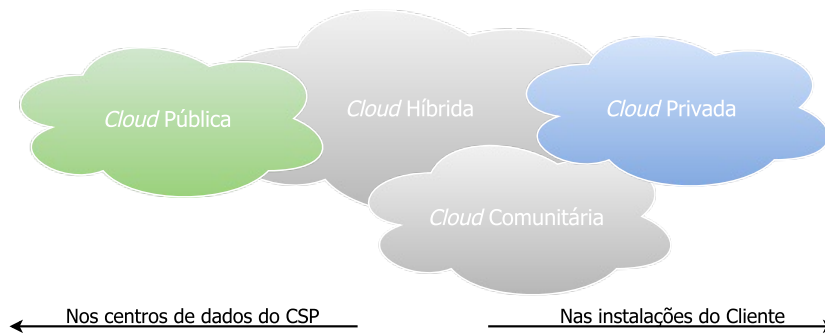 Cloud Pública
Cloud Híbrida
Cloud Privada
Cloud Comunitária
Nos centros de dados do CSP
Nas instalações do Cliente